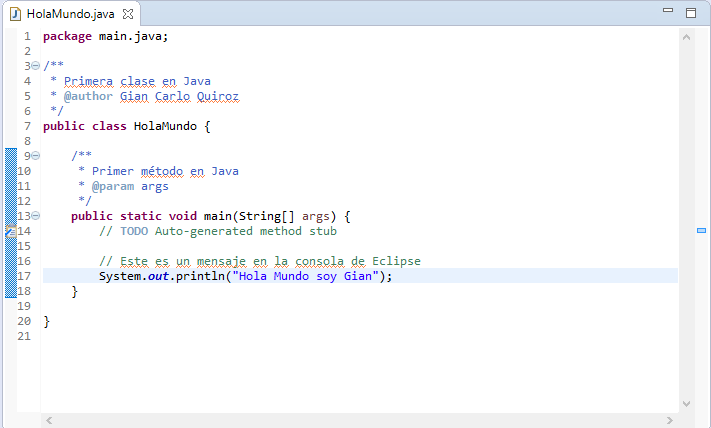 HolaMundo.java
1 package main.java;
2
3 /**
4  * Primera clase en Java
5  * @author Gian Carlo Quiroz
6  */
7 public class HolaMundo {
8
9     /**
10      * Primer método en Java
11      * @param args
12      */
13     public static void main(String[] args) {
14         // TODO Auto-generated method stub
15
16         // Este es un mensaje en la consola de Eclipse
17         System.out.println("Hola Mundo soy Gian");
18     }
19
20 }
21